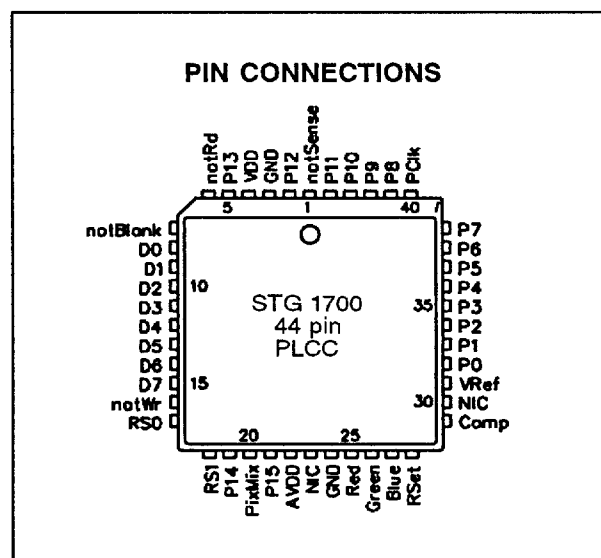 PIN CONNECTIONS
notRd
P13
VDD
GND
P12
notSense
P11
P10
P9
P8
PClk
5
1
40
notBlank
D0
D1
D2
D3
D4
D5
D6
D7
notWr
RS0
10
15
STG 1700
44 pin
PLCC
35
30
P7
P6
P5
P4
P3
P2
P1
P0
VRef
NIC
Comp
20
25
RS1
P14
PixMix
P15
AVDD
NIC
GND
Red
Green
Blue
RSet